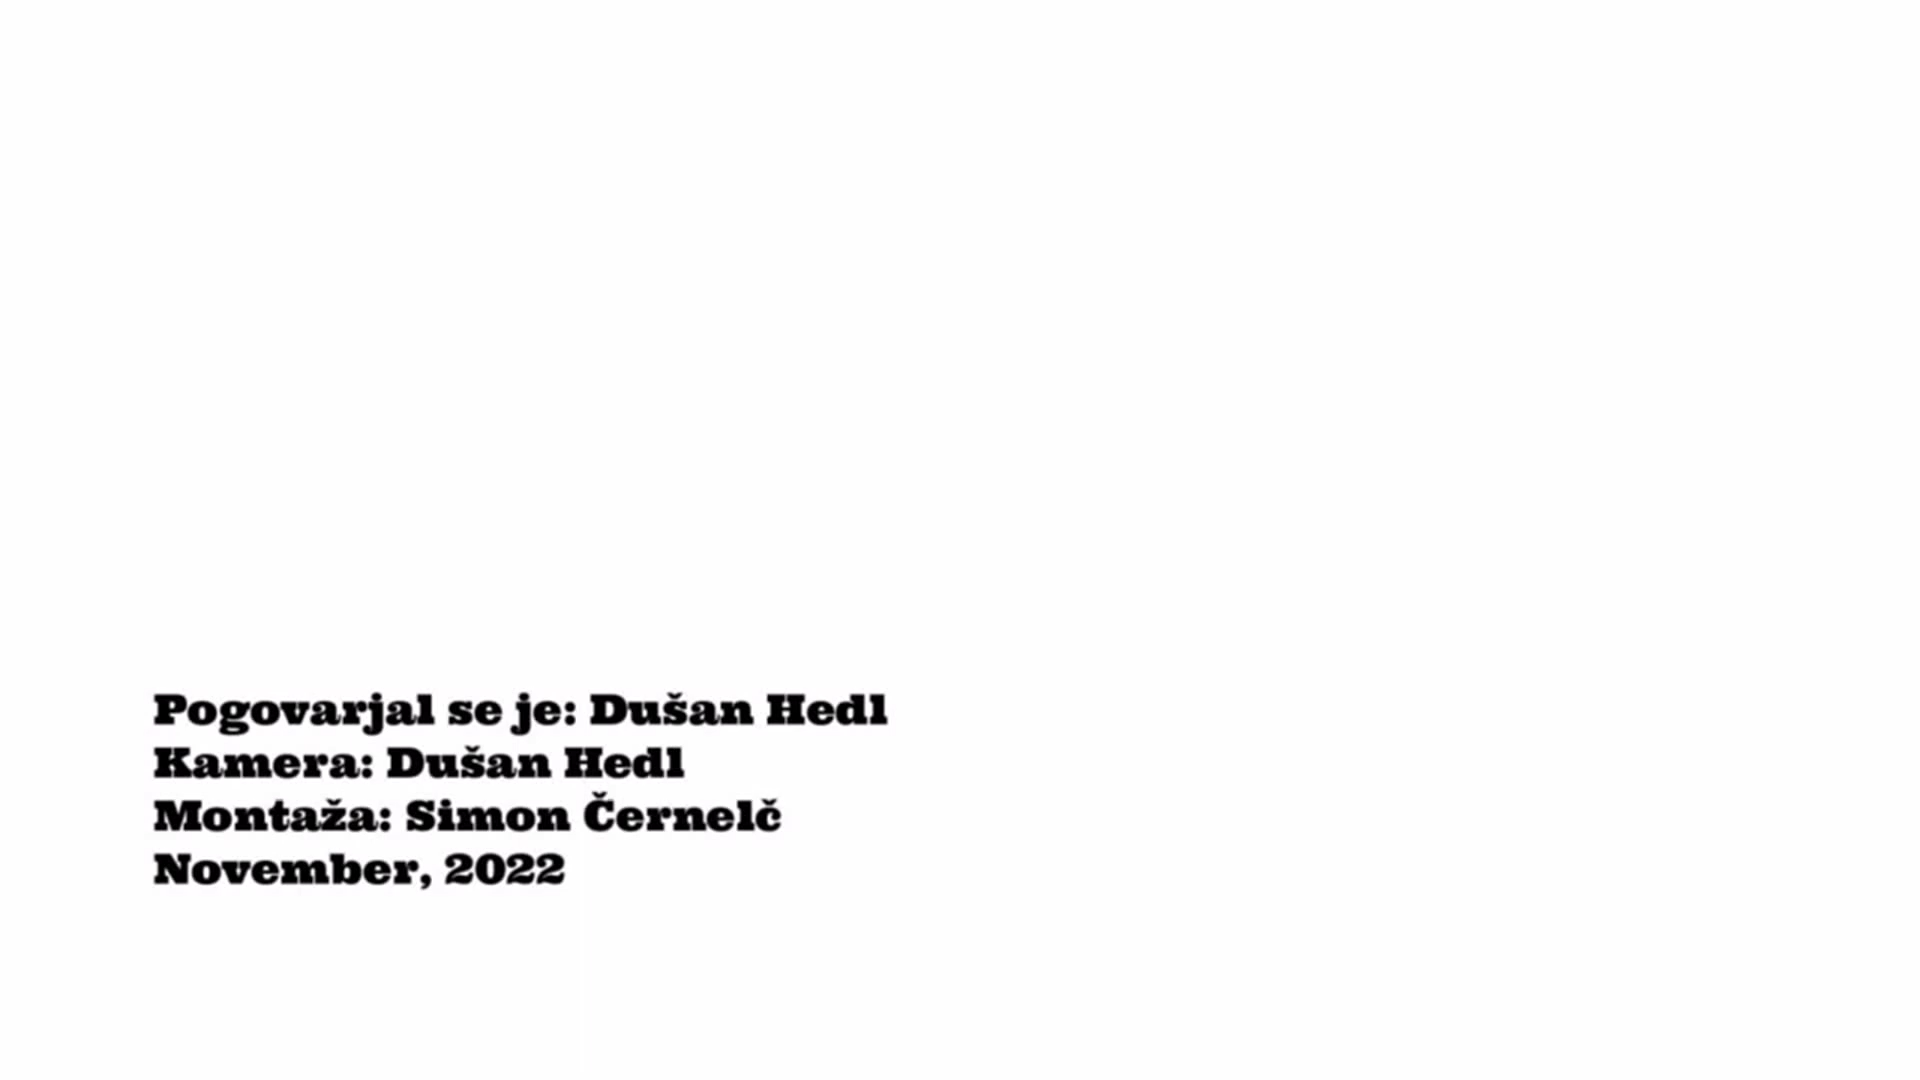 Pogovarjal se je: Dušan Hedl
Kamera: Dušan Hedl
Montaža: Simon Černelč
November, 2022